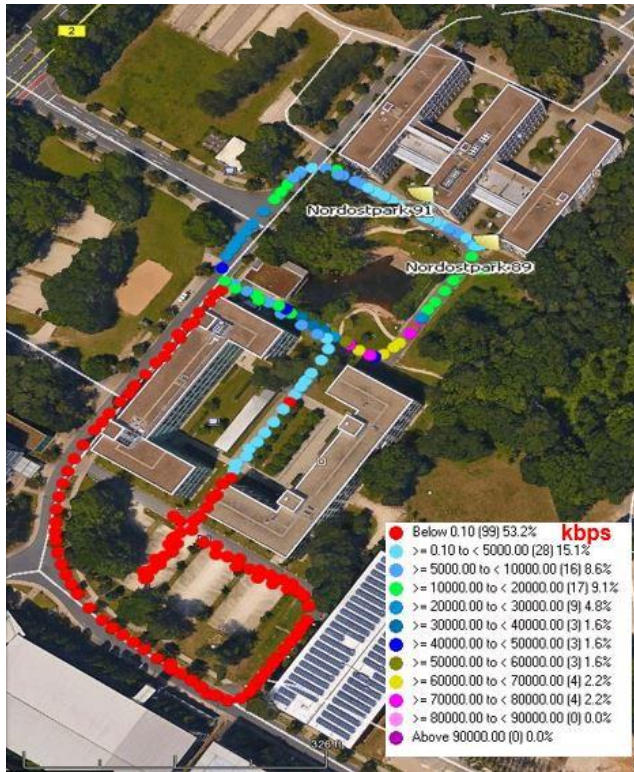 2
Nordostpark 91
Nordostpark 89
kbps
Below 0.10 (99) 53.2%
>= 0.10 to < 5000.00 (28) 15.1%
>= 5000.00 to < 10000.00 (16) 8.6%
>= 10000.00 to < 20000.00 (17) 9.1%
>= 20000.00 to < 30000.00 (9) 4.8%
>= 30000.00 to < 40000.00 (3) 1.6%
>= 40000.00 to < 50000.00 (3) 1.6%
>= 50000.00 to < 60000.00 (3) 1.6%
>= 60000.00 to < 70000.00 (4) 2.2%
>= 70000.00 to < 80000.00 (4) 2.2%
>= 80000.00 to < 90000.00 (0) 0.0%
Above 90000.00 (0) 0.0%
326 ft